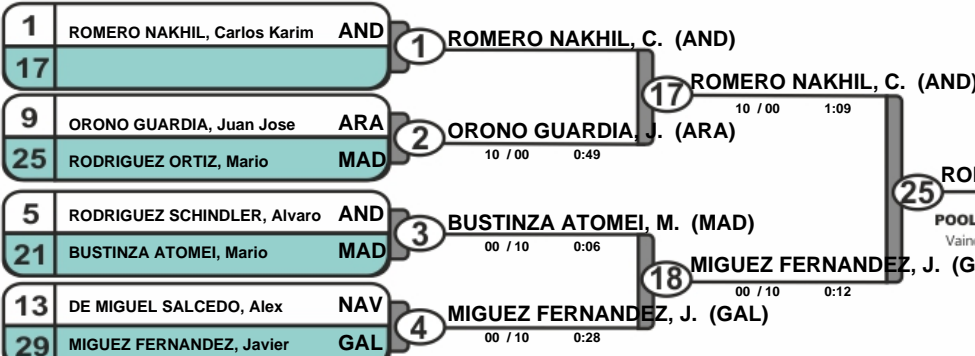 1 ROMERO NAKHIL, Carlos Karim AND
17
1 ROMERO NAKHIL, C. (AND)
9 ORONO GUARDIA, Juan Jose ARA
25 RODRIGUEZ ORTIZ, Mario MAD
2 ORONO GUARDIA, J. (ARA)
10 / 00 0:49
17 ROMERO NAKHIL, C. (AND)
10 / 00 1:09
5 RODRIGUEZ SCHINDLER, Alvaro AND
21 BUSTINZA ATOMEI, Mario MAD
3 BUSTINZA ATOMEI, M. (MAD)
00 / 10 0:06
13 DE MIGUEL SALCEDO, Alex NAV
29 MIGUEZ FERNANDEZ, Javier GAL
4 MIGUEZ FERNANDEZ, J. (GAL)
00 / 10 0:28
18 MIGUEZ FERNANDEZ, J. (G
00 / 10 0:12
25
POOL